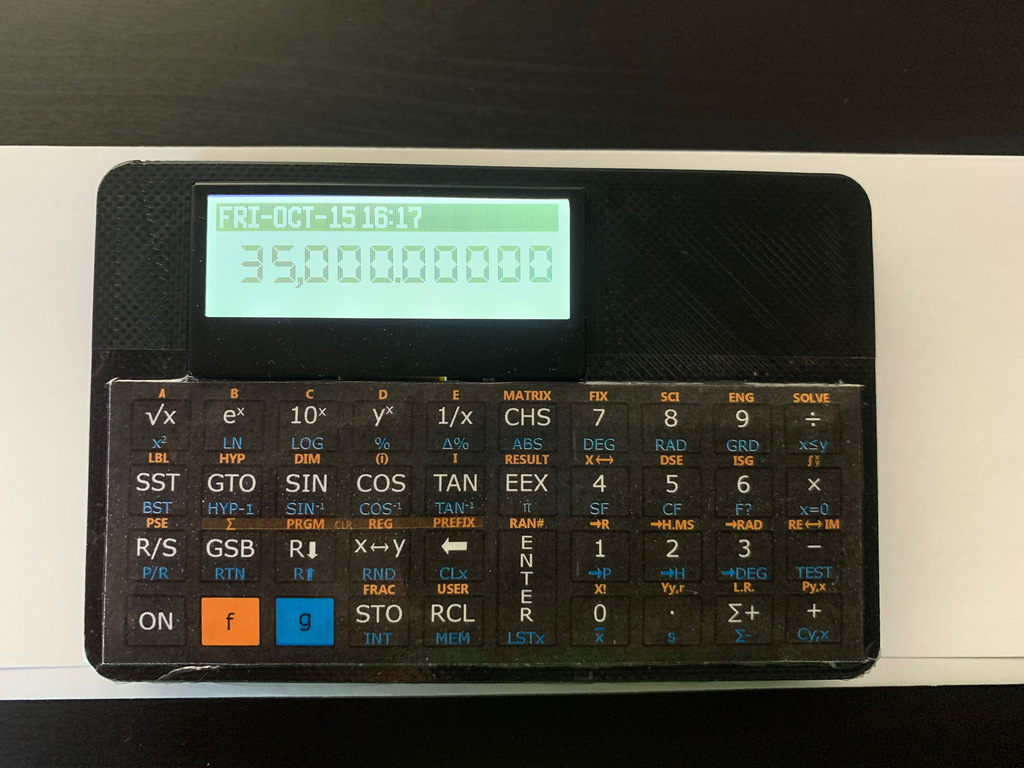 FRI-OCT-15 16:17
35,000.00000
A B C D E MATRIX FIX SCI ENG SOLVE
√x eˣ 10ˣ yˣ 1/x CHS 7 8 9 ÷
x² LN LOG % Δ% ABS DEG RAD GRD x≤y
LBL HYP DIM (i) I RESULT X↔ DSE ISG
SST GTO SIN COS TAN EEX 4 5 6 ×
BST HYP-1 SIN⁻¹ COS⁻¹ TAN⁻¹ π SF CF F? x=0
PSE Σ PRGM CLR REG PREFIX RAN# →R →H.MS →RAD RE↔IM
R/S GSB R⬇ x↔y ⬅ ENTER 1 2 3 −
P/R RTN R⬆ RND CLx →P →H →DEG TEST
FRAC USER X! Yy,r L.R. Py,x
ON f g STO RCL 0 · Σ+ +
INT MEM LSTx x̅ s Σ- Cy,x